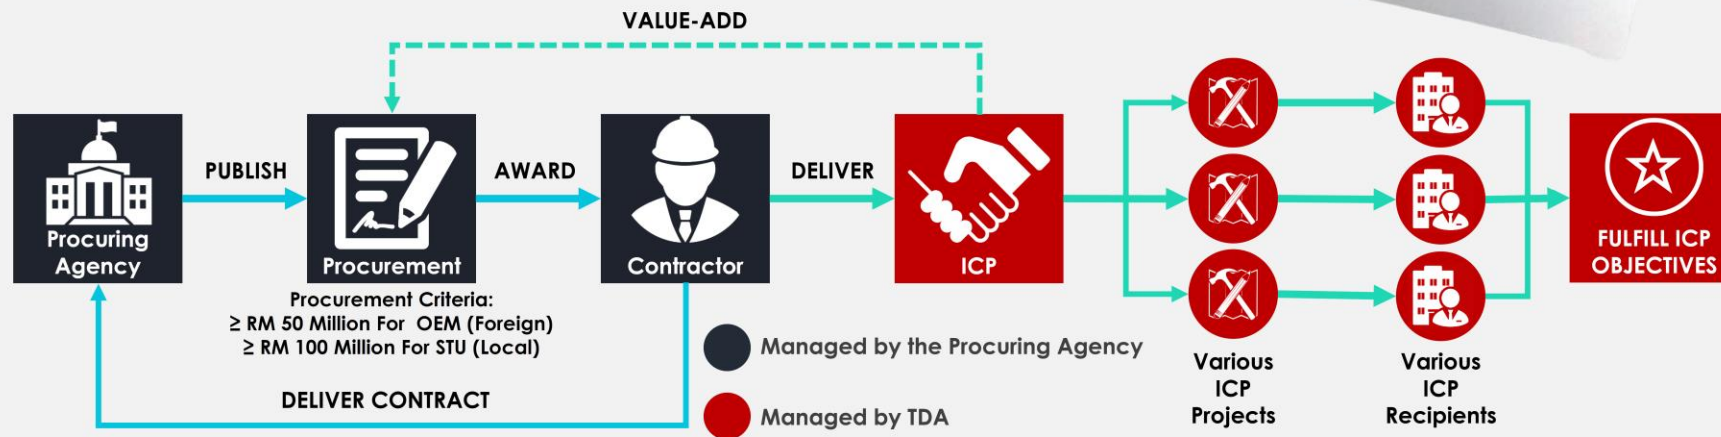 VALUE-ADD
Procuring
Agency
PUBLISH
Procurement
AWARD
Contractor
DELIVER
ICP
FULFILL ICP
OBJECTIVES
Procurement Criteria:
≥ RM 50 Million For OEM (Foreign)
≥ RM 100 Million For STU (Local)
DELIVER CONTRACT
Managed by the Procuring Agency
Managed by TDA
Various
ICP
Projects
Various
ICP
Recipients